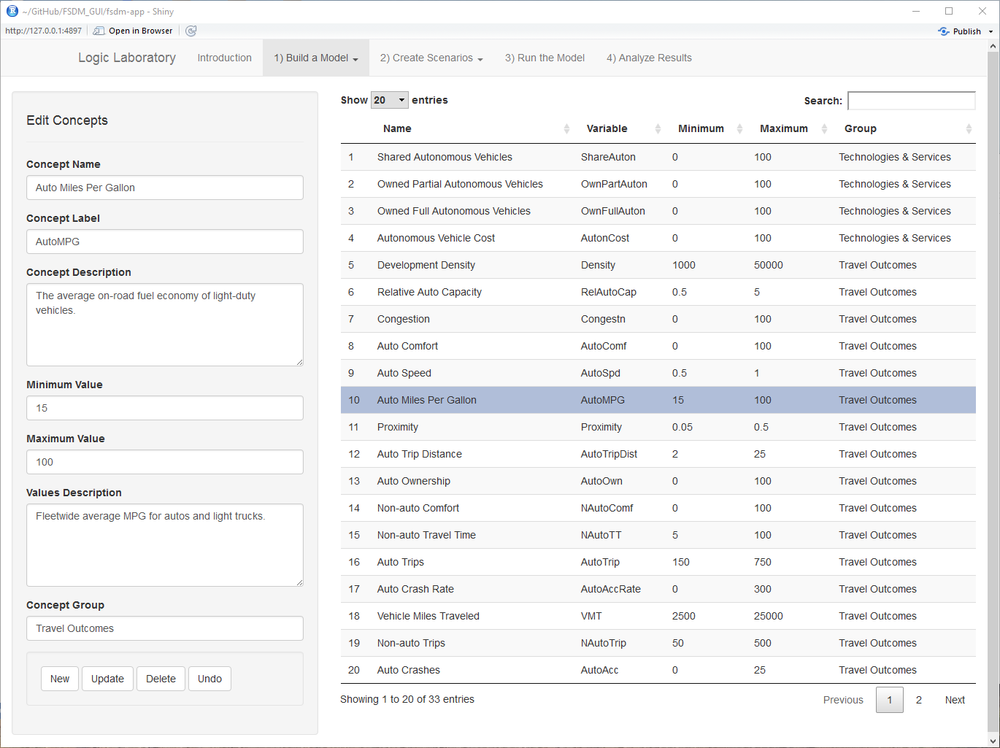 ~/GitHub/FSDM_GUI/fsdm-app - Shiny
http://127.0.0.1:4897 Open in Browser Publish
Logic Laboratory Introduction 1) Build a Model 2) Create Scenarios 3) Run the Model 4) Analyze Results
Edit Concepts
Concept Name
Auto Miles Per Gallon
Concept Label
AutoMPG
Concept Description
The average on-road fuel economy of light-duty
vehicles.
Minimum Value
15
Maximum Value
100
Values Description
Fleetwide average MPG for autos and light trucks.
Concept Group
Travel Outcomes
New Update Delete Undo
Show 20 entries Search:
Name Variable Minimum Maximum Group
1 Shared Autonomous Vehicles ShareAuton 0 100 Technologies & Services
2 Owned Partial Autonomous Vehicles OwnPartAuton 0 100 Technologies & Services
3 Owned Full Autonomous Vehicles OwnFullAuton 0 100 Technologies & Services
4 Autonomous Vehicle Cost AutonCost 0 100 Technologies & Services
5 Development Density Density 1000 50000 Travel Outcomes
6 Relative Auto Capacity RelAutoCap 0.5 5 Travel Outcomes
7 Congestion Congestn 0 100 Travel Outcomes
8 Auto Comfort AutoComf 0 100 Travel Outcomes
9 Auto Speed AutoSpd 0.5 1 Travel Outcomes
10 Auto Miles Per Gallon AutoMPG 15 100 Travel Outcomes
11 Proximity Proximity 0.05 0.5 Travel Outcomes
12 Auto Trip Distance AutoTripDist 2 25 Travel Outcomes
13 Auto Ownership AutoOwn 0 100 Travel Outcomes
14 Non-auto Comfort NAutoComf 0 100 Travel Outcomes
15 Non-auto Travel Time NAutoTT 5 100 Travel Outcomes
16 Auto Trips AutoTrip 150 750 Travel Outcomes
17 Auto Crash Rate AutoAccRate 0 300 Travel Outcomes
18 Vehicle Miles Traveled VMT 2500 25000 Travel Outcomes
19 Non-auto Trips NAutoTrip 50 500 Travel Outcomes
20 Auto Crashes AutoAcc 0 25 Travel Outcomes
Showing 1 to 20 of 33 entries Previous 1 2 Next